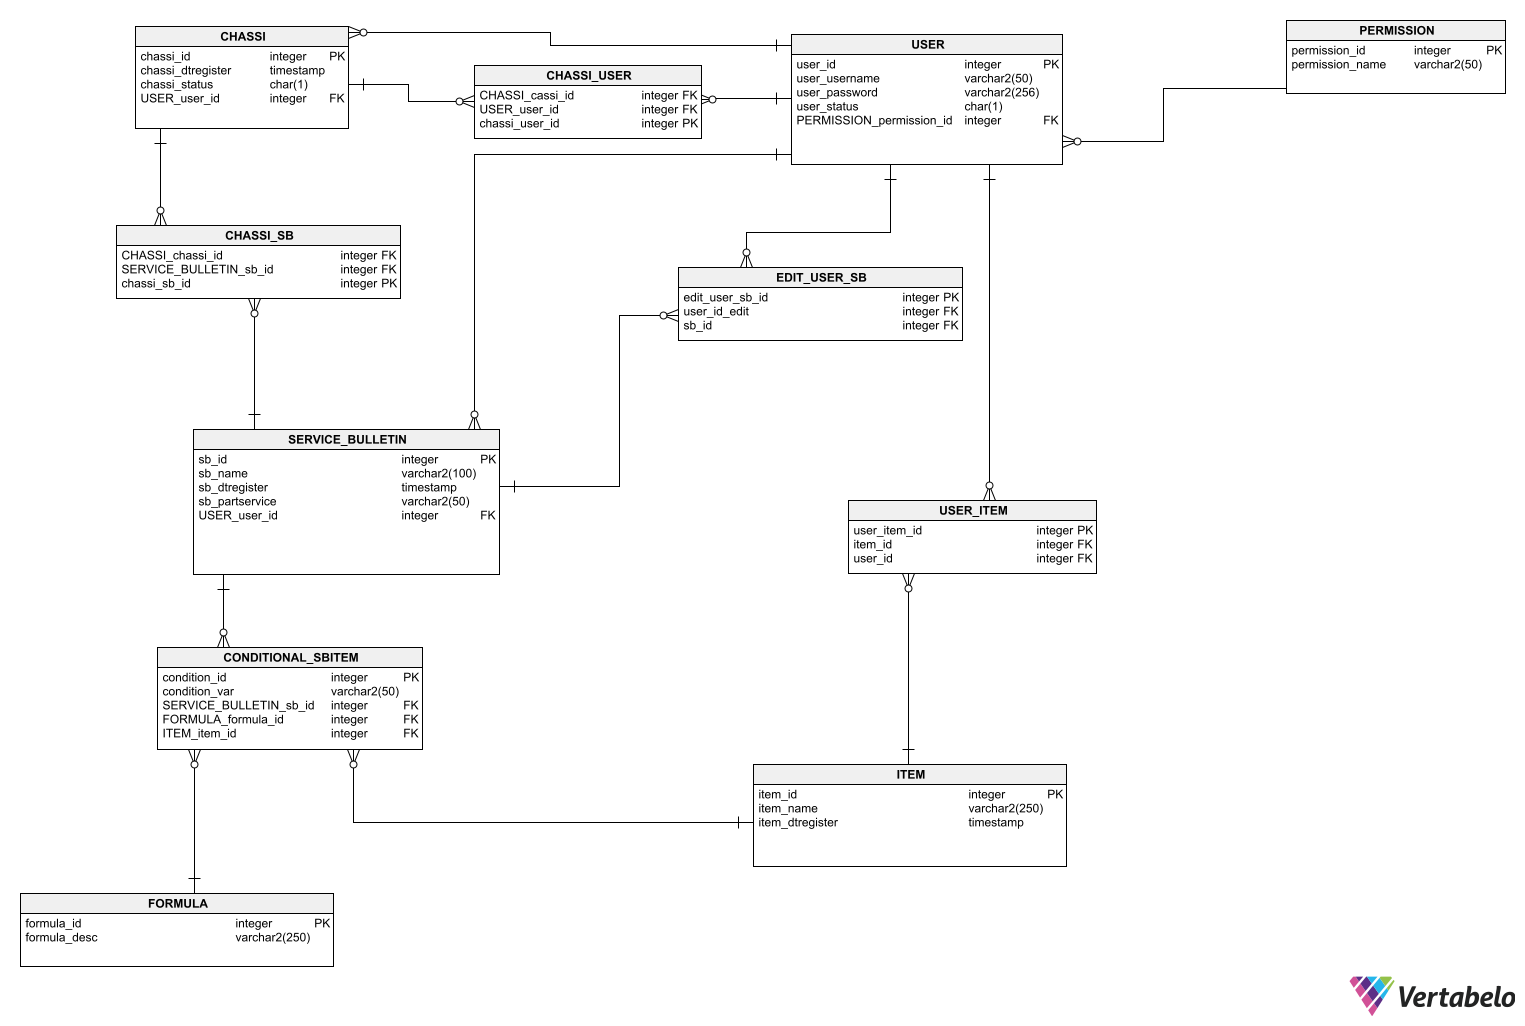 CHASSI
chassi_id integer PK
chassi_dtregister timestamp
chassi_status char(1)
USER_user_id integer FK
CHASSI_USER
CHASSI_cassi_id integer FK
USER_user_id integer FK
chassi_user_id integer PK
USER
user_id integer PK
user_username varchar2(50)
user_password varchar2(256)
user_status char(1)
PERMISSION_permission_id integer FK
PERMISSION
permission_id integer PK
permission_name varchar2(50)
CHASSI_SB
CHASSI_chassi_id integer FK
SERVICE_BULLETIN_sb_id integer FK
chassi_sb_id integer PK
EDIT_USER_SB
edit_user_sb_id integer PK
user_id_edit integer FK
sb_id integer FK
SERVICE_BULLETIN
sb_id integer PK
sb_name varchar2(100)
sb_dtregister timestamp
sb_partservice varchar2(50)
USER_user_id integer FK
USER_ITEM
user_item_id integer PK
item_id integer FK
user_id integer FK
CONDITIONAL_SBITEM
condition_id integer PK
condition_var varchar2(50)
SERVICE_BULLETIN_sb_id integer FK
FORMULA_formula_id integer FK
ITEM_item_id integer FK
ITEM
item_id integer PK
item_name varchar2(250)
item_dtregister timestamp
FORMULA
formula_id integer PK
formula_desc varchar2(250)
Vertabelo